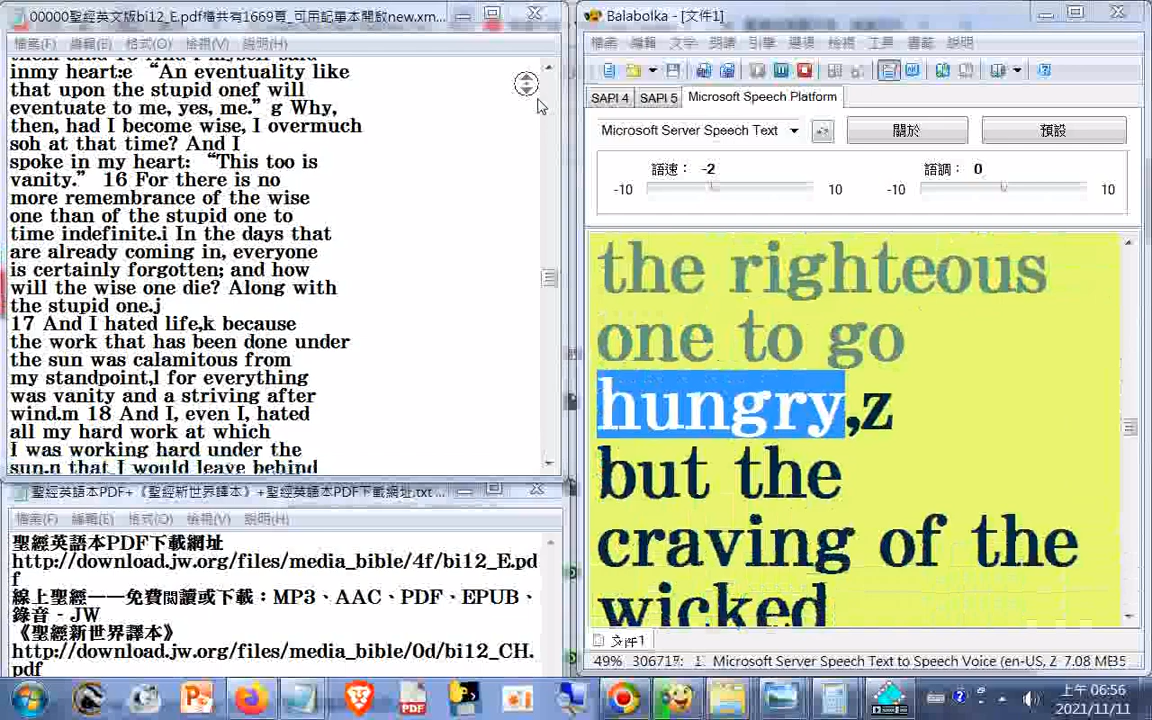 00000聖經英文版bi12_E.pdf檔共有1669頁_可用記事本開啟new.xm...
檔案(F) 編輯(E) 格式(O) 檢視(V) 說明(H)
inmy heart:e “An eventuality like
that upon the stupid onef will
eventuate to me, yes, me.” g Why,
then, had I become wise, I overmuch
soh at that time? And I
spoke in my heart: “This too is
vanity.” 16 For there is no
more remembrance of the wise
one than of the stupid one to
time indefinite.i In the days that
are already coming in, everyone
is certainly forgotten; and how
will the wise one die? Along with
the stupid one.j
17 And I hated life,k because
the work that has been done under
the sun was calamitous from
my standpoint,l for everything
was vanity and a striving after
wind.m 18 And I, even I, hated
all my hard work at which
I was working hard under the
sun,n that I would leave behind
聖經英語本PDF+《聖經新世界譯本》+聖經英語本PDF下載網址.txt ...
檔案(F) 編輯(E) 格式(O) 檢視(V) 說明(H)
聖經英語本PDF下載網址
http://download.jw.org/files/media_bible/4f/bi12_E.pd
f
線上聖經——免費閱讀或下載：MP3、AAC、PDF、EPUB、
錄音 - JW
《聖經新世界譯本》
http://download.jw.org/files/media_bible/0d/bi12_CH.
pdf
Balabolka - [文件1]
檔案 編輯 文字 朗讀 引擎 選項 檢視 工具 書籤 說明
SAPI 4 SAPI 5 Microsoft Speech Platform
Microsoft Server Speech Text 關於 預設
語速： -2 語調： 0
-10 10 -10 10
the righteous
one to go
hungry,z
but the
craving of the
wicked
文件1
49% Microsoft Server Speech Text to Speech Voice (en-US, Z 7.08 MB
PDF
上午 06:56
2021/11/11